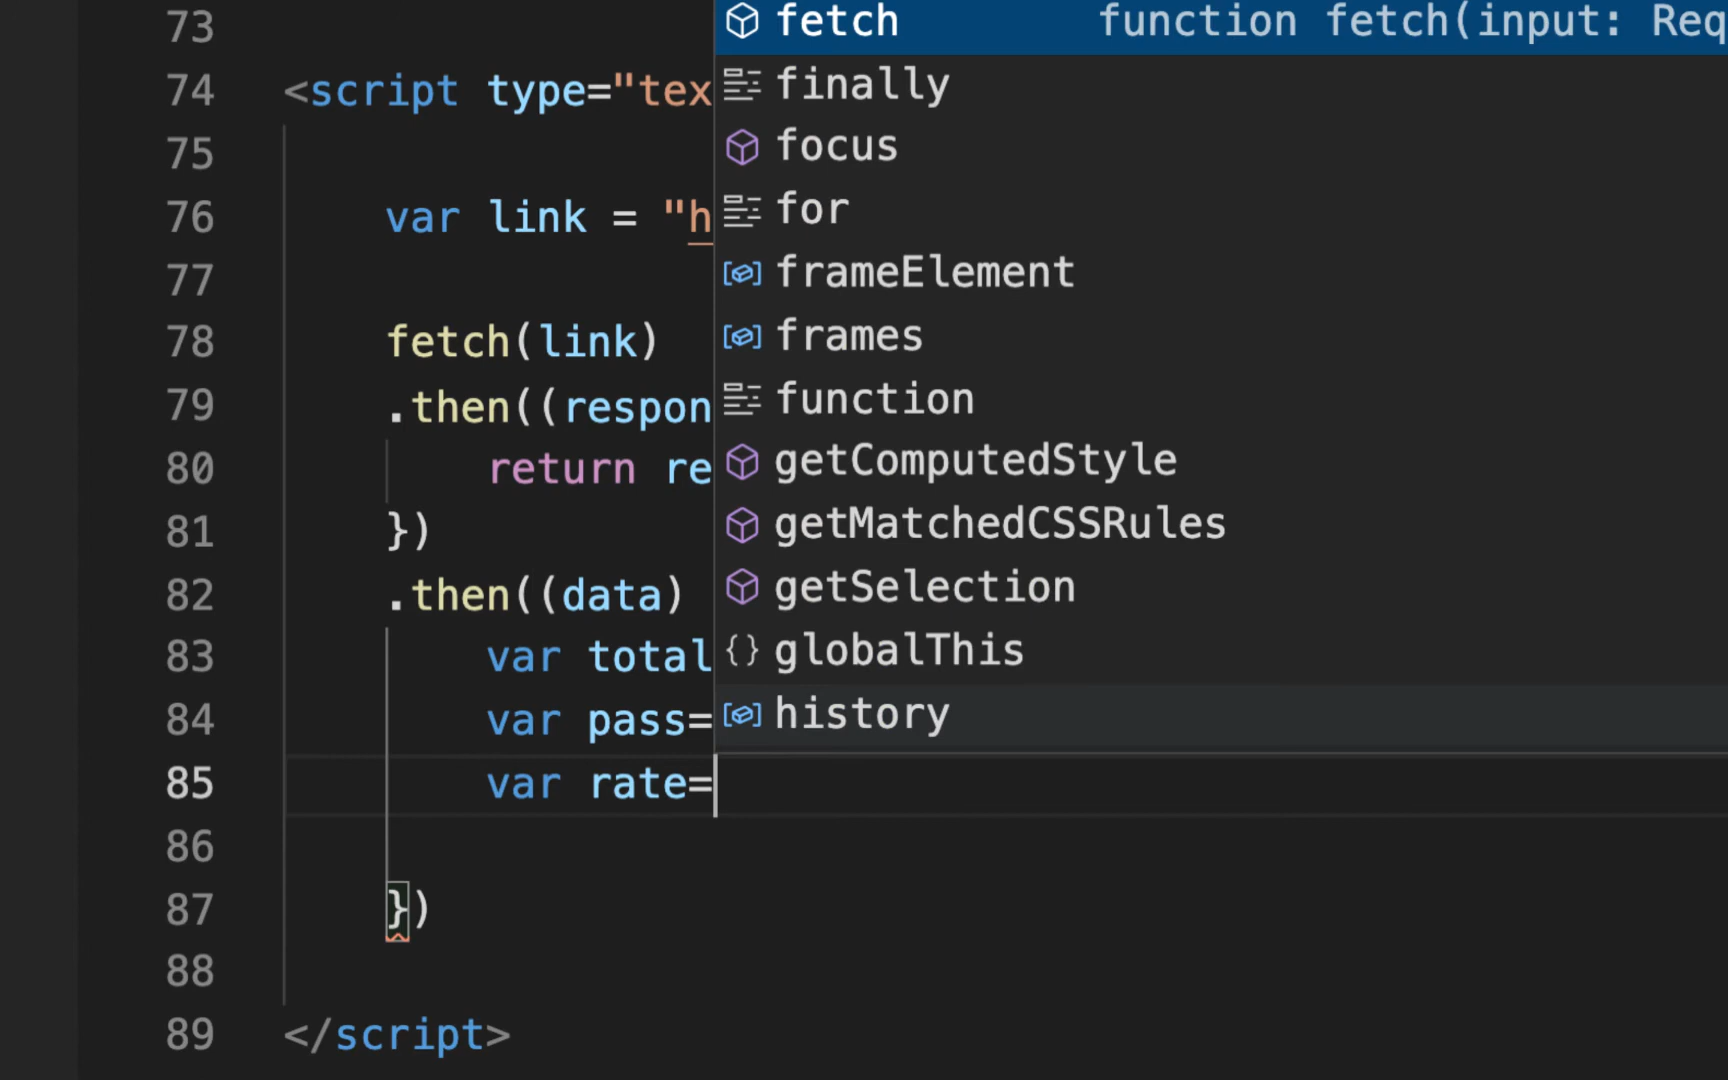 73
74 <script type="tex
75
76 var link = "h
77
78 fetch(link)
79 .then((respon
80 return re
81 })
82 .then((data)
83 var total
84 var pass=
85 var rate=
86
87 })
88
89 </script>
fetch function fetch(input: Req
finally
focus
for
frameElement
frames
function
getComputedStyle
getMatchedCSSRules
getSelection
globalThis
history